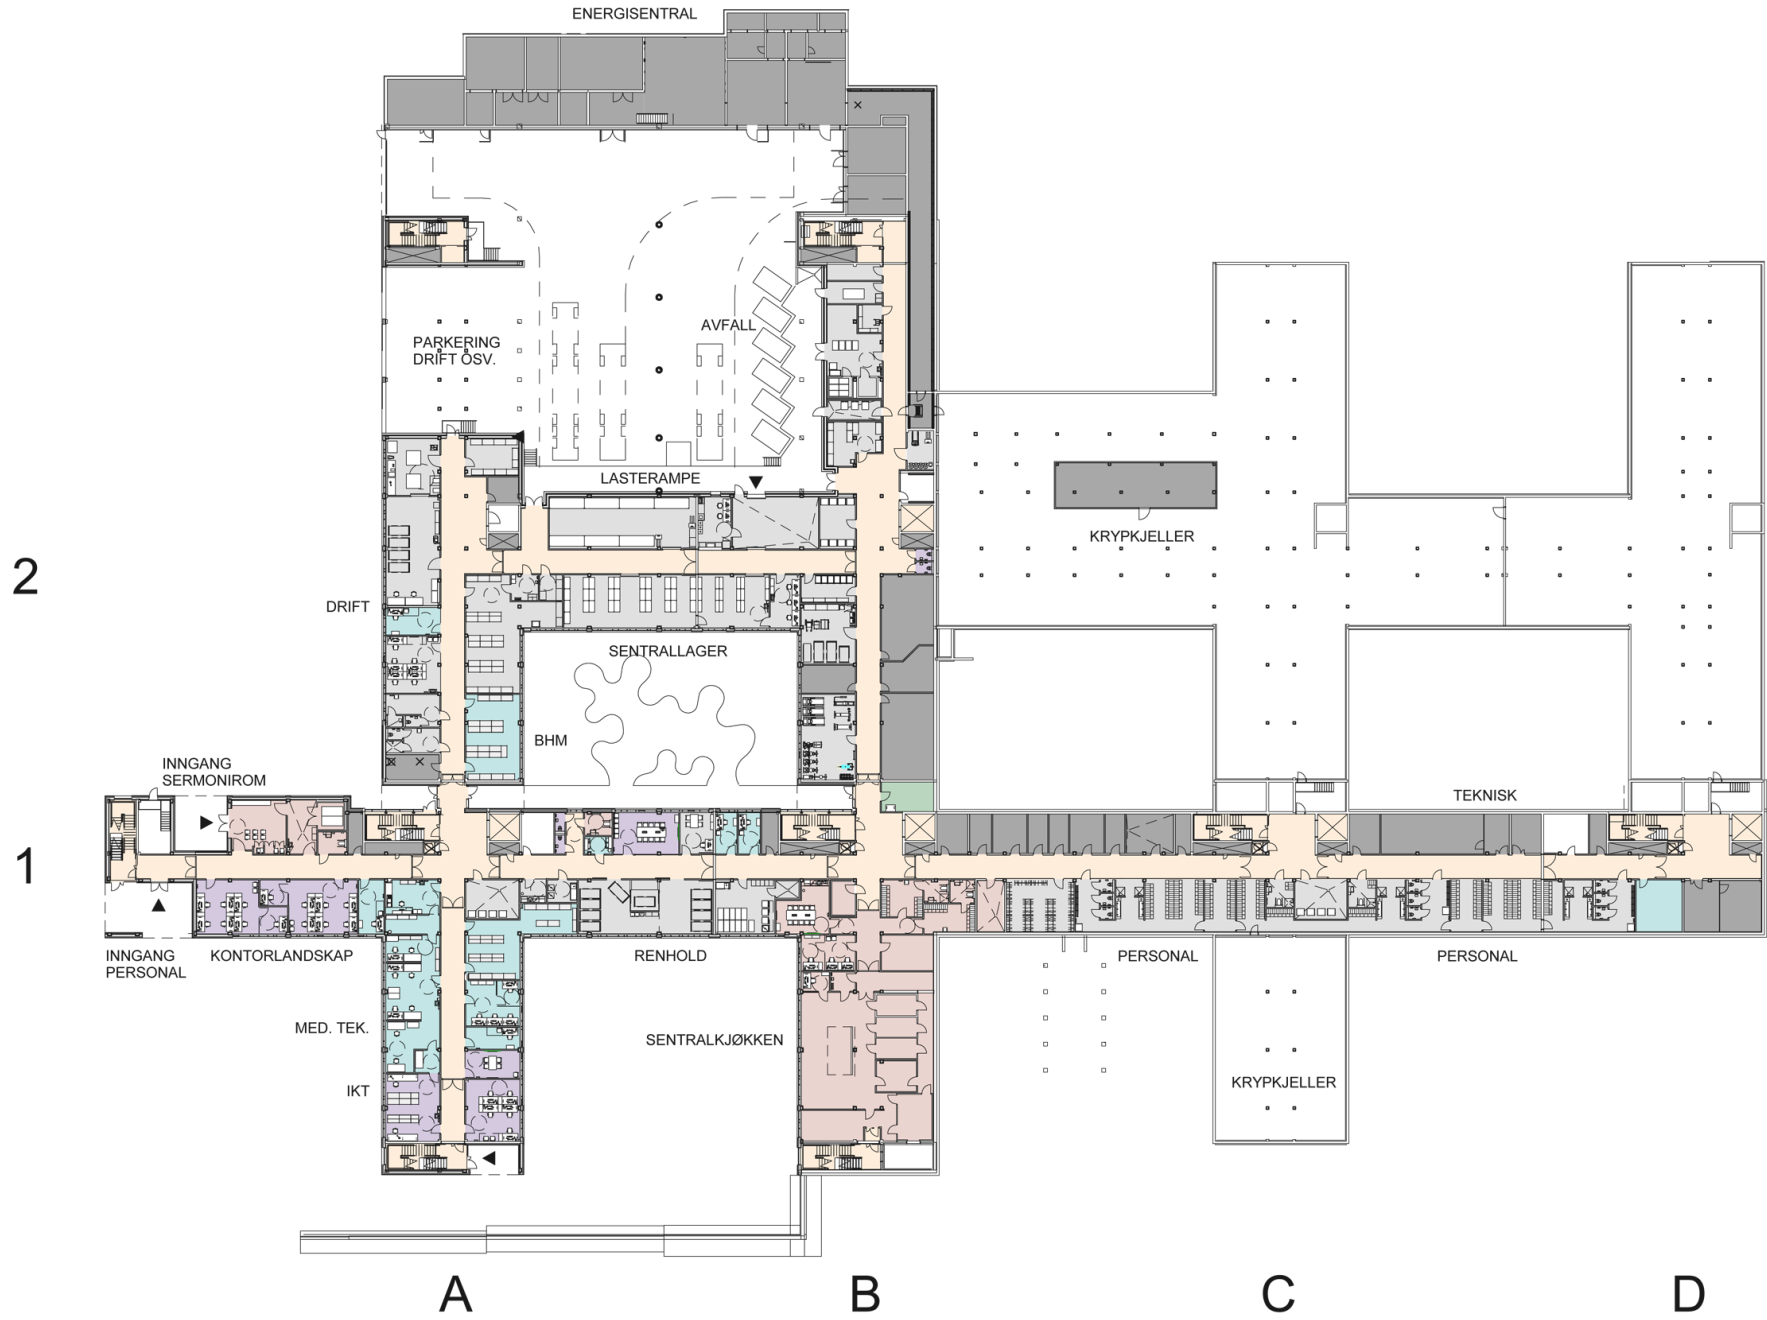 ENERGISENTRAL
AVFALL
PARKERING
DRIFT OSV.
LASTERAMPE
KRYPKJELLER
2
DRIFT
SENTRALLAGER
BHM
INNGANG
SERMONIROM
TEKNISK
1
INNGANG
PERSONAL
KONTORLANDSKAP
RENHOLD
PERSONAL
PERSONAL
MED. TEK.
SENTRALKJØKKEN
IKT
KRYPKJELLER
A
B
C
D